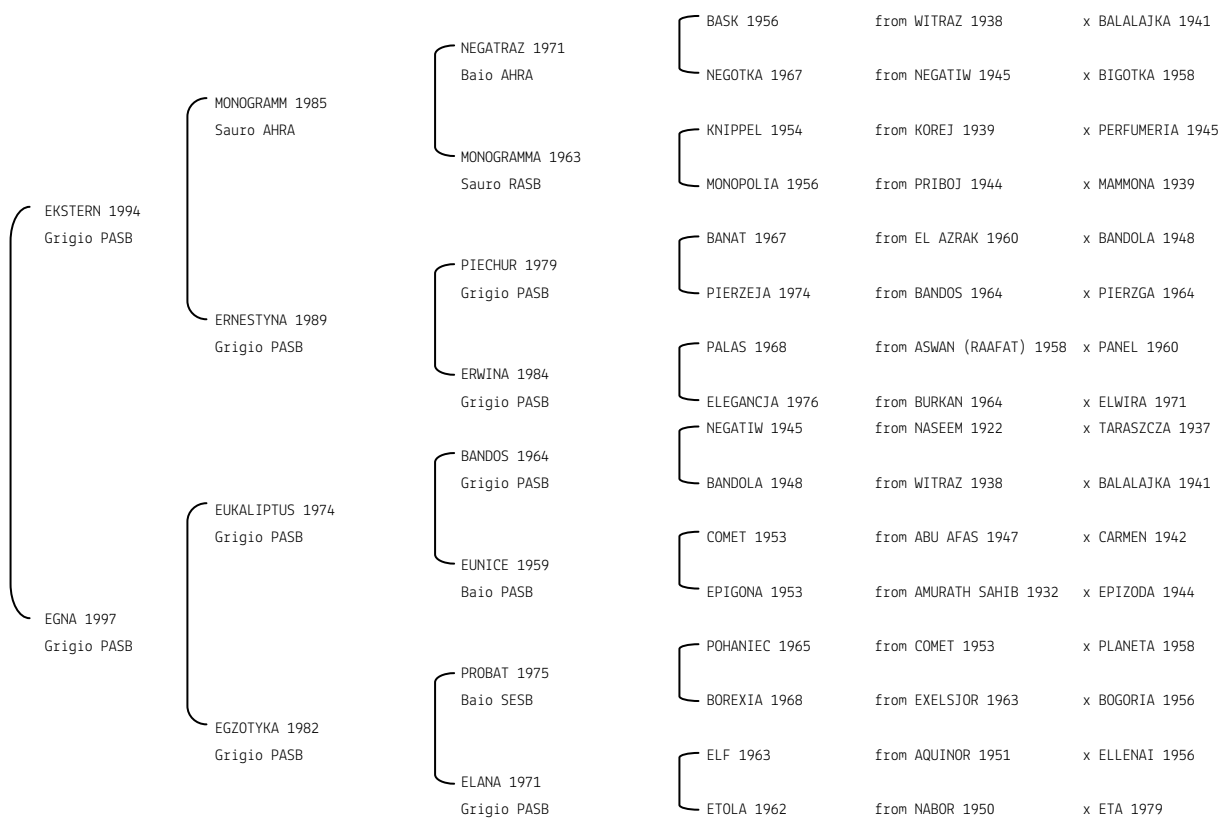 BASK 1956 from WITRAZ 1938 x BALALAJKA 1941
NEGATRAZ 1971
Baio AHRA
NEGOTKA 1967 from NEGATIW 1945 x BIGOTKA 1958
MONOGRAMM 1985
Sauro AHRA
KNIPPEL 1954 from KOREJ 1939 x PERFUMERIA 1945
MONOGRAMMA 1963
Sauro RASB
MONOPOLIA 1956 from PRIBOJ 1944 x MAMMONA 1939
EKSTERN 1994
Grigio PASB
BANAT 1967 from EL AZRAK 1960 x BANDOLA 1948
PIECHUR 1979
Grigio PASB
PIERZEJA 1974 from BANDOS 1964 x PIERZGA 1964
ERNESTYNA 1989
Grigio PASB
PALAS 1968 from ASWAN (RAAFAT) 1958 x PANEL 1960
ERWINA 1984
Grigio PASB
ELEGANCJA 1976 from BURKAN 1964 x ELWIRA 1971
NEGATIW 1945 from NASEEM 1922 x TARASZCZA 1937
BANDOS 1964
Grigio PASB
BANDOLA 1948 from WITRAZ 1938 x BALALAJKA 1941
EUKALIPTUS 1974
Grigio PASB
COMET 1953 from ABU AFAS 1947 x CARMEN 1942
EUNICE 1959
Baio PASB
EPIGONA 1953 from AMURATH SAHIB 1932 x EPIZODA 1944
EGNA 1997
Grigio PASB
POHANIEC 1965 from COMET 1953 x PLANETA 1958
PROBAT 1975
Baio SESB
BOREXIA 1968 from EXELSJOR 1963 x BOGORIA 1956
EGZOTYKA 1982
Grigio PASB
ELF 1963 from AQUINOR 1951 x ELLENAI 1956
ELANA 1971
Grigio PASB
ETOLA 1962 from NABOR 1950 x ETA 1979